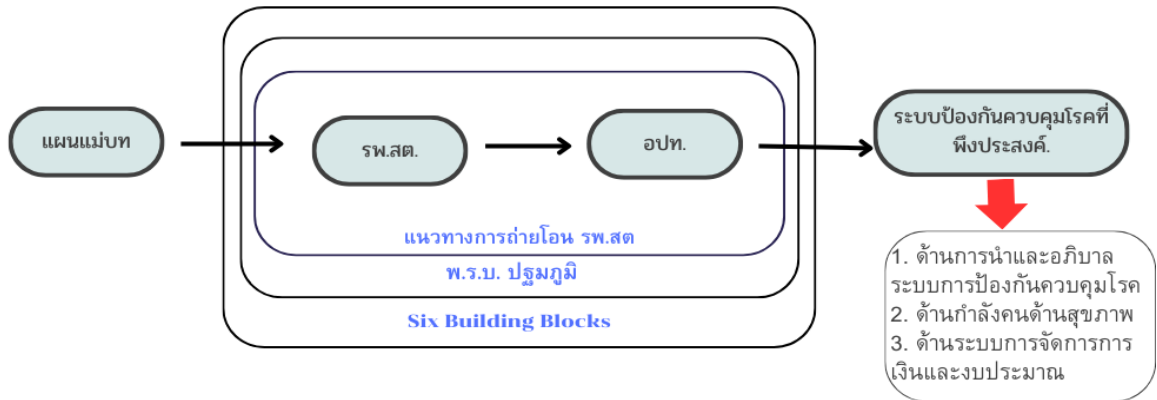 แผนแม่บท
รพ.สต.
อปท.
ระบบป้องกันควบคุมโรคที่
พึงประสงค์.
แนวทางการถ่ายโอน รพ.สต
พ.ร.บ. ปฐมภูมิ
Six Building Blocks
1. ด้านการนำและอภิบาล
ระบบการป้องกันควบคุมโรค
2. ด้านกำลังคนด้านสุขภาพ
3. ด้านระบบการจัดการการ
เงินและงบประมาณ